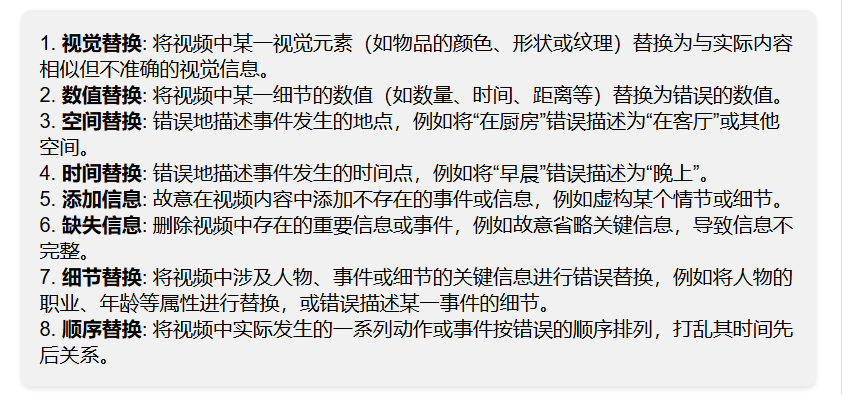 1. 视觉替换: 将视频中某一视觉元素（如物品的颜色、形状或纹理）替换为与实际内容
相似但不准确的视觉信息。
2. 数值替换: 将视频中某一细节的数值（如数量、时间、距离等）替换为错误的数值。
3. 空间替换: 错误地描述事件发生的地点，例如将“在厨房”错误描述为“在客厅”或其他
空间。
4. 时间替换: 错误地描述事件发生的时间点，例如将“早晨”错误描述为“晚上”。
5. 添加信息: 故意在视频内容中添加不存在的事件或信息，例如虚构某个情节或细节。
6. 缺失信息: 删除视频中存在的重要信息或事件，例如故意省略关键信息，导致信息不
完整。
7. 细节替换: 将视频中涉及人物、事件或细节的关键信息进行错误替换，例如将人物的
职业、年龄等属性进行替换，或错误描述某一事件的细节。
8. 顺序替换: 将视频中实际发生的一系列动作或事件按错误的顺序排列，打乱其时间先
后关系。